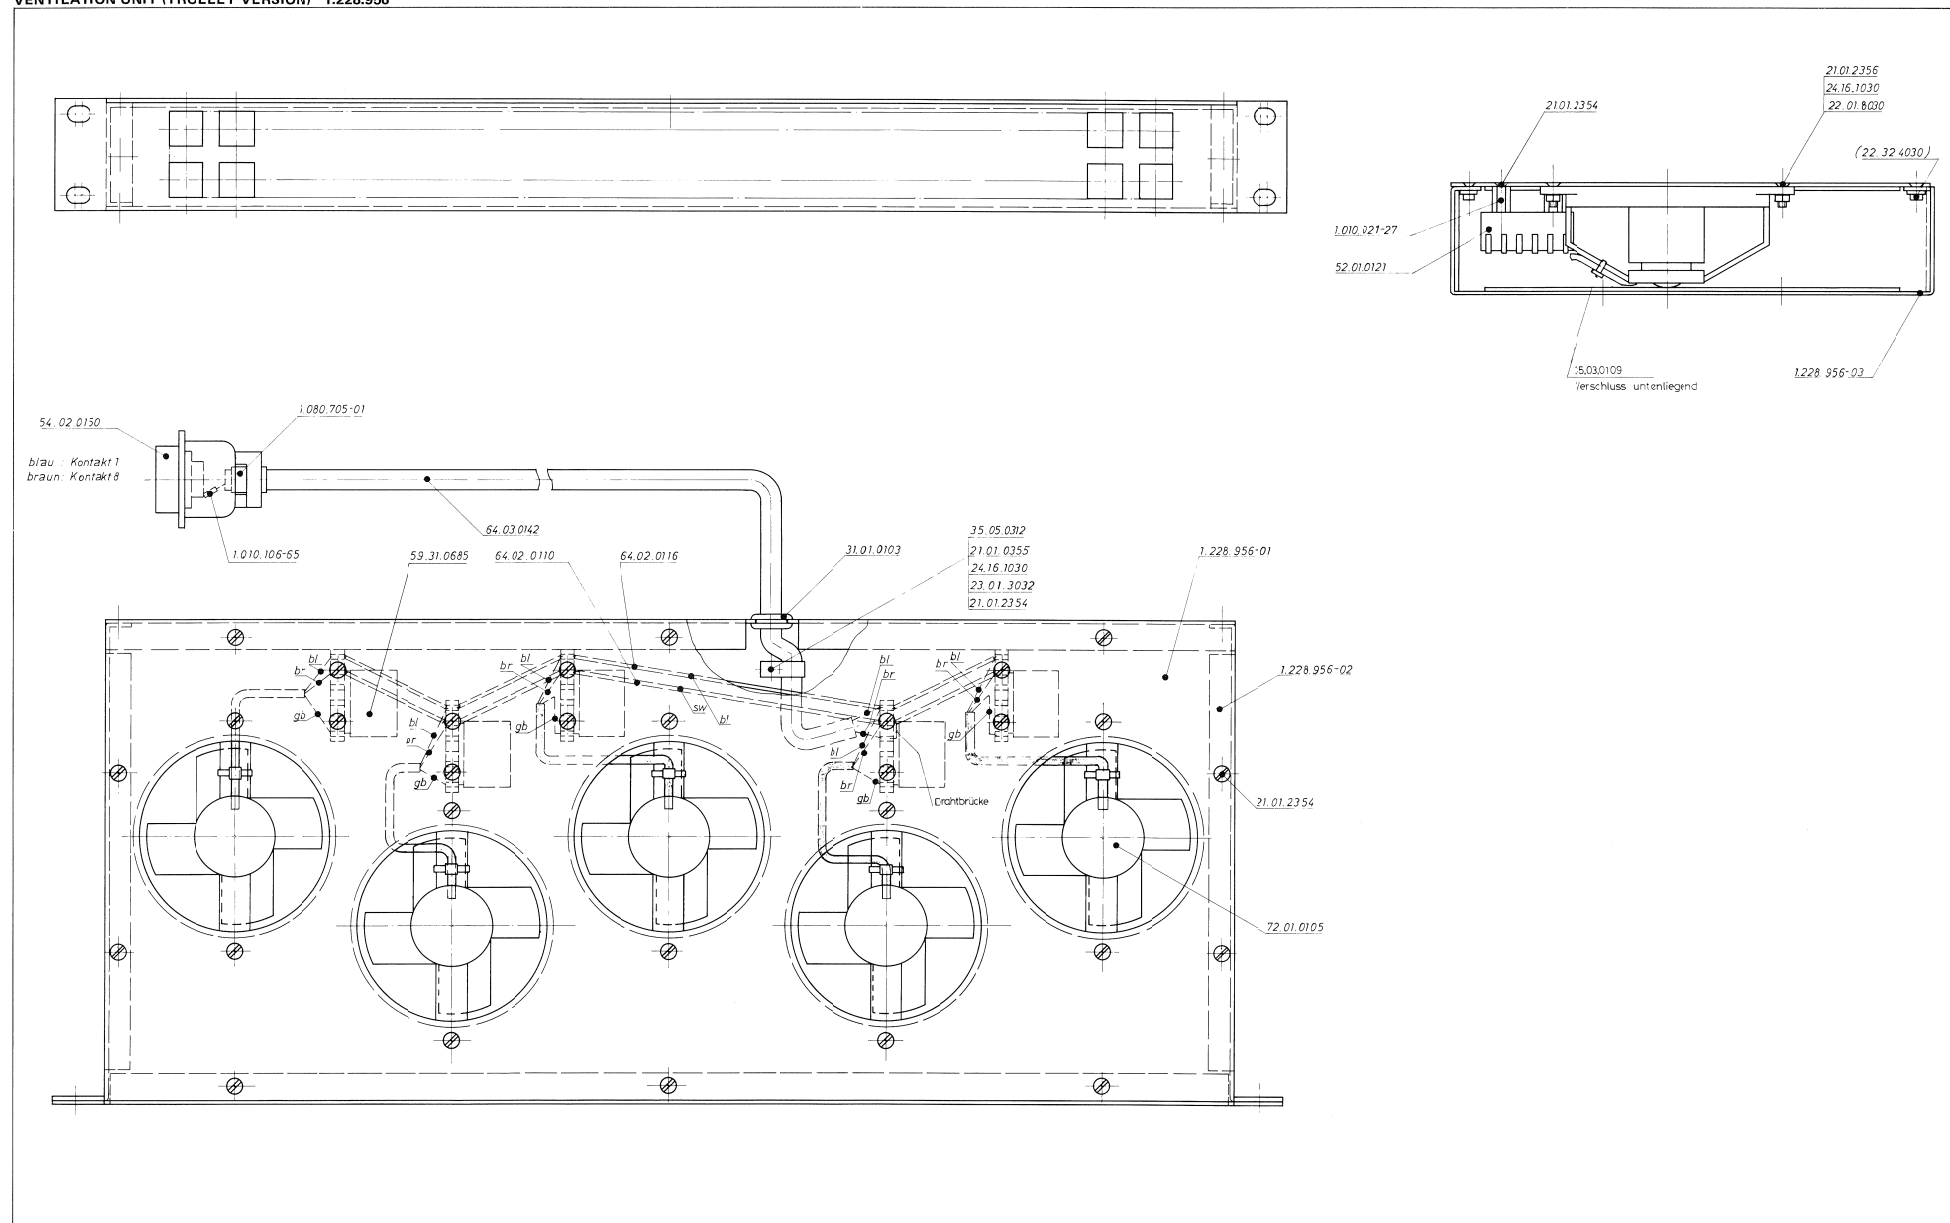 VENTILATION UNIT (TROLLEY VERSION) 1.228.956
21.01.2356
24.16.1030
22.01.8030
21.01.2354
(22.32 4030)
1.010.021-27
52.01.0121
35.03.0109
Verschluss untenliegend
1.228.956-03
1.080.705-01
54.02.0150
blau : Kontakt 1
braun: Kontakt 8
64.03.0142
1.010.106-65
59.31.0685
64.02.0110
64.02.0116
31.01.0103
35.05.0312
21.01.0355
24.16.1030
23.01.3032
21.01.2354
1.228.956-01
1.228.956-02
bl
br
gb
bl
br
gb
bl
br
gb
sw
bl
bl
br
bl
br
gb
Drahtbrücke
bl
br
gb
21.01.2354
72.01.0105